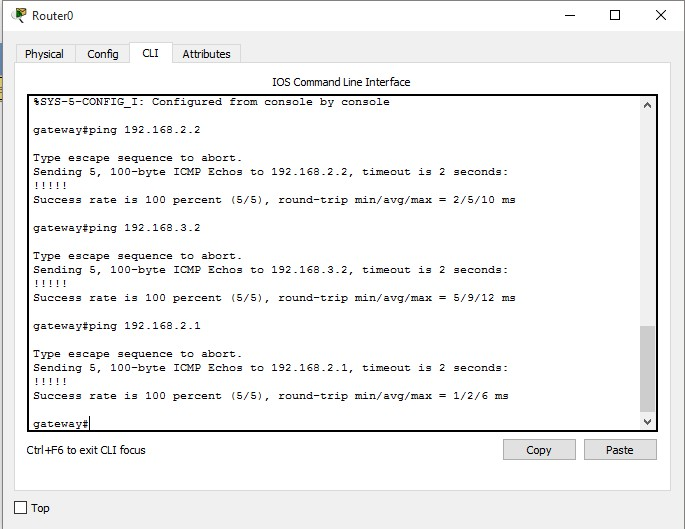 Router0
Physical Config CLI Attributes
IOS Command Line Interface
%SYS-5-CONFIG_I: Configured from console by console
gateway#ping 192.168.2.2
Type escape sequence to abort.
Sending 5, 100-byte ICMP Echos to 192.168.2.2, timeout is 2 seconds:
!!!!!
Success rate is 100 percent (5/5), round-trip min/avg/max = 2/5/10 ms
gateway#ping 192.168.3.2
Type escape sequence to abort.
Sending 5, 100-byte ICMP Echos to 192.168.3.2, timeout is 2 seconds:
!!!!!
Success rate is 100 percent (5/5), round-trip min/avg/max = 5/9/12 ms
gateway#ping 192.168.2.1
Type escape sequence to abort.
Sending 5, 100-byte ICMP Echos to 192.168.2.1, timeout is 2 seconds:
!!!!!
Success rate is 100 percent (5/5), round-trip min/avg/max = 1/2/6 ms
gateway#
Ctrl+F6 to exit CLI focus Copy Paste
Top